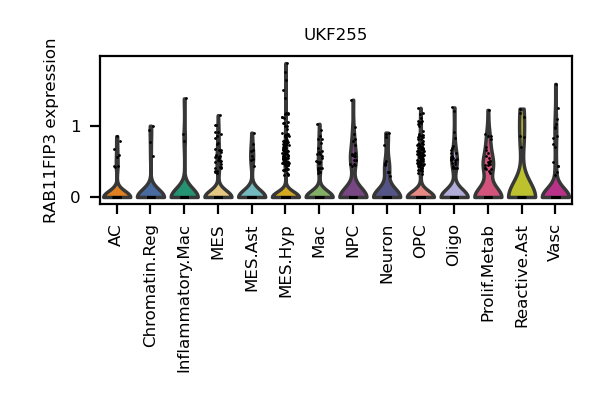 UKF255
RAB11FIP3 expression
1
0
AC
Chromatin.Reg
Inflammatory.Mac
MES
MES.Ast
MES.Hyp
Mac
NPC
Neuron
OPC
Oligo
Prolif.Metab
Reactive.Ast
Vasc